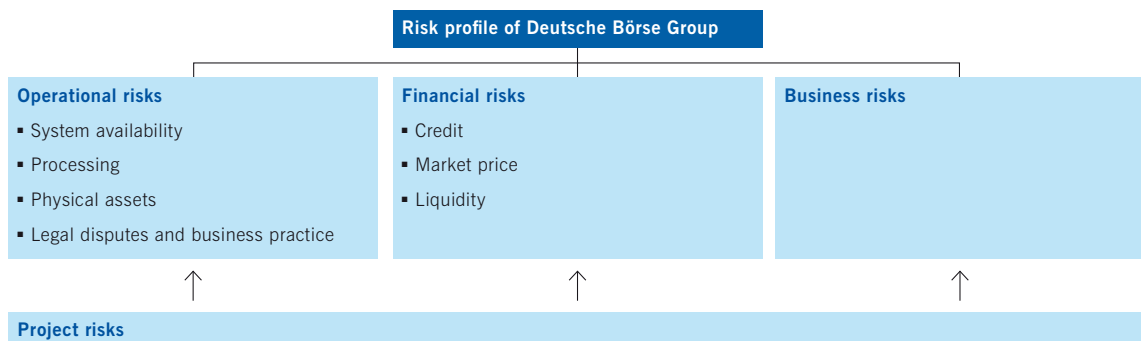 Risk profile of Deutsche Börse Group
Operational risks
▪ System availability
▪ Processing
▪ Physical assets
▪ Legal disputes and business practice
Financial risks
▪ Credit
▪ Market price
▪ Liquidity
Business risks
Project risks